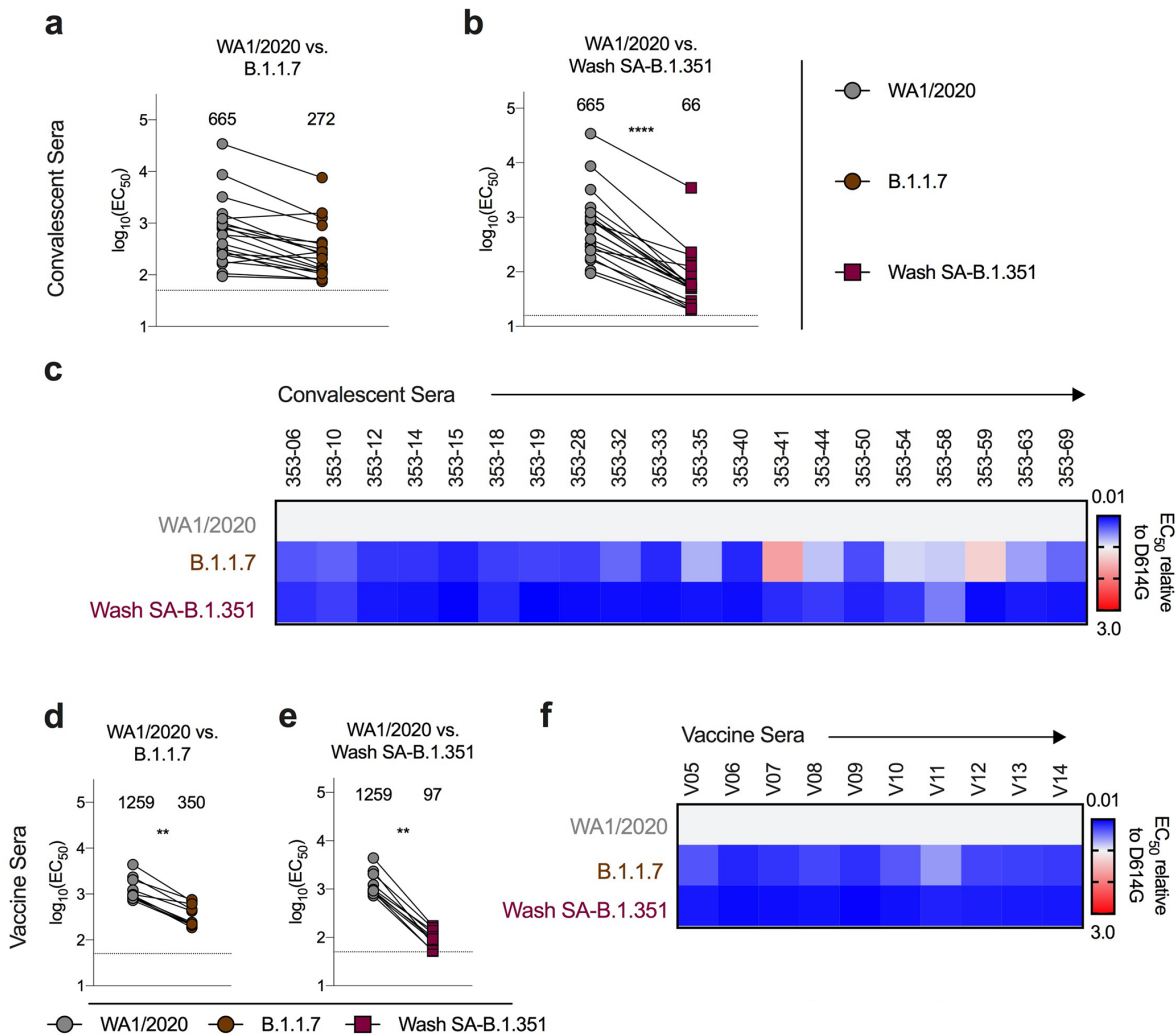 a
WA1/2020 vs.
B.1.1.7
Convalescent Sera
log10(EC50)
5
4
3
2
1
665
272
b
WA1/2020 vs.
Wash SA-B.1.351
log10(EC50)
5
4
3
2
1
665
66
****
WA1/2020
B.1.1.7
Wash SA-B.1.351
c
Convalescent Sera
353-06
353-10
353-12
353-14
353-15
353-18
353-19
353-28
353-32
353-33
353-35
353-40
353-41
353-44
353-50
353-54
353-58
353-59
353-63
353-69
WA1/2020
B.1.1.7
Wash SA-B.1.351
0.01
EC50 relative
to D614G
3.0
d
WA1/2020 vs.
B.1.1.7
Vaccine Sera
log10(EC50)
5
4
3
2
1
1259
350
**
e
WA1/2020 vs.
Wash SA-B.1.351
log10(EC50)
5
4
3
2
1
1259
97
**
f
Vaccine Sera
V05
V06
V07
V08
V09
V10
V11
V12
V13
V14
WA1/2020
B.1.1.7
Wash SA-B.1.351
0.01
EC50 relative
to D614G
3.0
WA1/2020
B.1.1.7
Wash SA-B.1.351